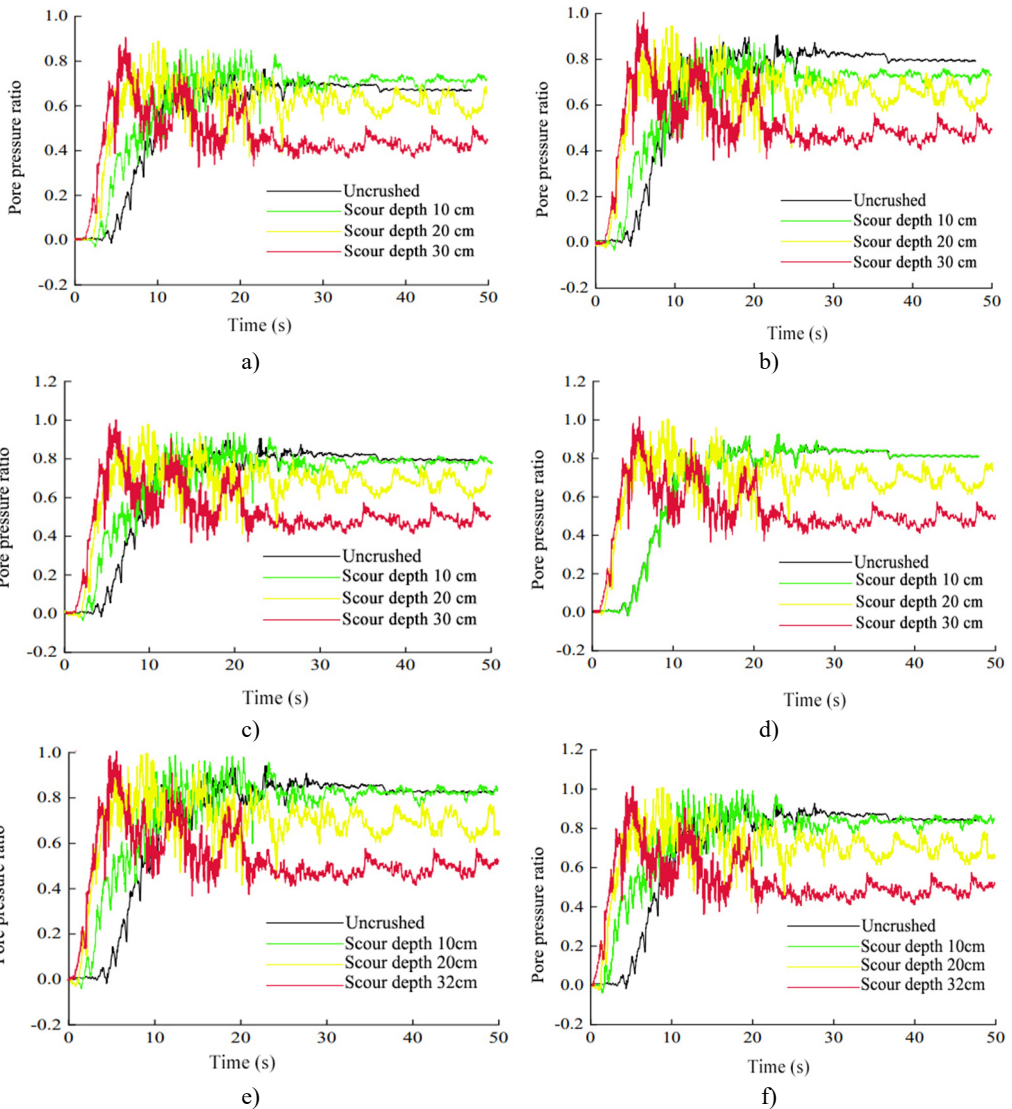 1.0
0.8
0.6
0.4
0.2
0.0
-0.2
Pore pressure ratio
Uncrushed
Scour depth 10 cm
Scour depth 20 cm
Scour depth 30 cm
0 10 20 30 40 50
Time (s)
a)
1.0
0.8
0.6
0.4
0.2
0.0
-0.2
Pore pressure ratio
Uncrushed
Scour depth 10 cm
Scour depth 20 cm
Scour depth 30 cm
0 10 20 30 40 50
Time (s)
b)
1.2
1.0
0.8
0.6
0.4
0.2
0.0
-0.2
Pore pressure ratio
Uncrushed
Scour depth 10 cm
Scour depth 20 cm
Scour depth 30 cm
0 10 20 30 40 50
Time (s)
c)
1.2
1.0
0.8
0.6
0.4
0.2
0.0
-0.2
Pore pressure ratio
Uncrushed
Scour depth 10 cm
Scour depth 20 cm
Scour depth 30 cm
0 10 20 30 40 50
Time (s)
d)
1.0
0.8
0.6
0.4
0.2
0.0
-0.2
Pore pressure ratio
Uncrushed
Scour depth 10cm
Scour depth 20cm
Scour depth 32cm
0 10 20 30 40 50
Time (s)
e)
1.2
1.0
0.8
0.6
0.4
0.2
0.0
-0.2
Pore pressure ratio
Uncrushed
Scour depth 10cm
Scour depth 20cm
Scour depth 32cm
0 10 20 30 40 50
Time (s)
f)